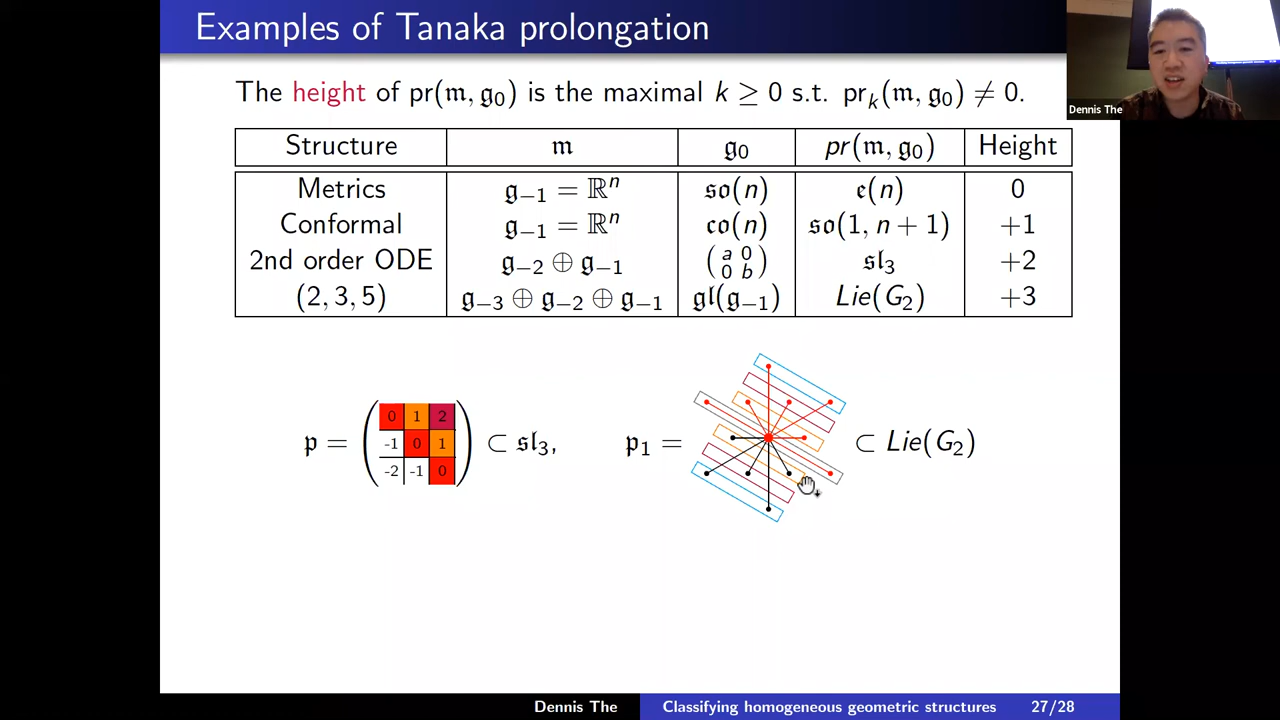 Examples of Tanaka prolongation
Dennis The
The height of pr(𝔪, 𝔤₀) is the maximal k ≥ 0 s.t. prₖ(𝔪, 𝔤₀) ≠ 0.
Structure 𝔪 𝔤₀ pr(𝔪, 𝔤₀) Height
Metrics 𝔤₋₁ = ℝⁿ 𝔰𝔬(n) 𝔢(n) 0
Conformal 𝔤₋₁ = ℝⁿ 𝔠𝔬(n) 𝔰𝔬(1, n + 1) +1
2nd order ODE 𝔤₋₂ ⊕ 𝔤₋₁ (a 0 0 b) 𝔰𝔩₃ +2
(2, 3, 5) 𝔤₋₃ ⊕ 𝔤₋₂ ⊕ 𝔤₋₁ 𝔤𝔩(𝔤₋₁) Lie(G₂) +3
0 1 2
𝔭 = ( -1 0 1 ) ⊂ 𝔰𝔩₃, 𝔭₁ = ⊂ Lie(G₂)
-2 -1 0
Dennis The Classifying homogeneous geometric structures 27/28